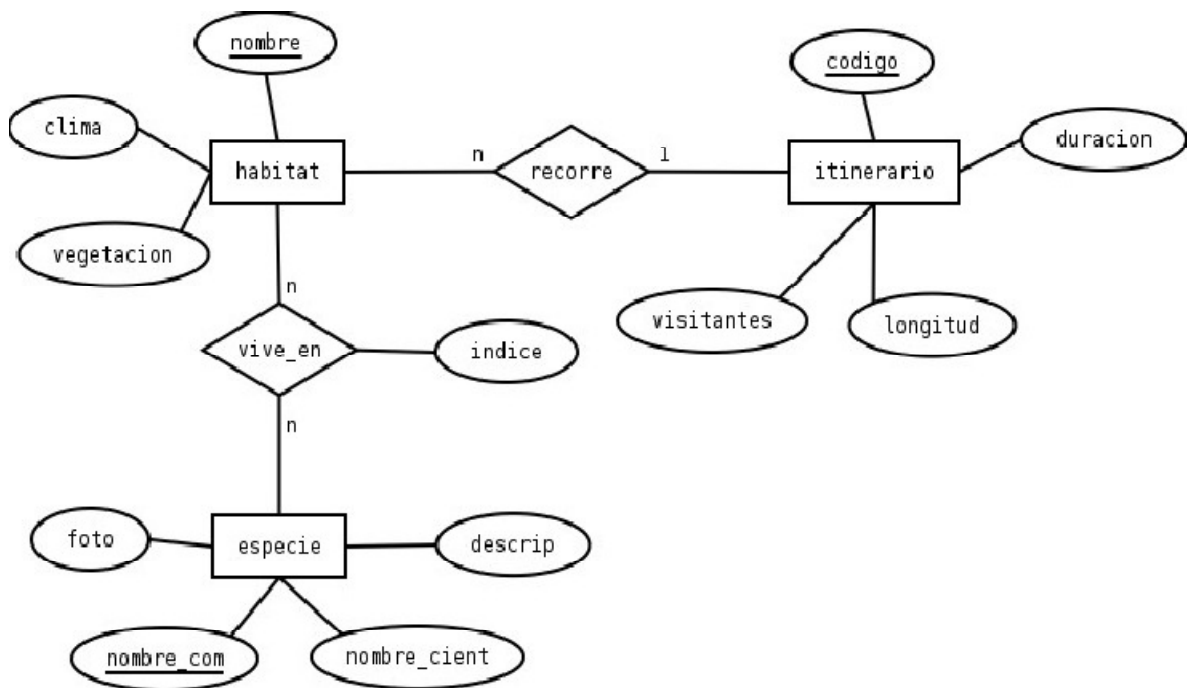 nombre
codigo
clima
duracion
habitat
n
recorre
1
itinerario
vegetacion
n
visitantes
longitud
vive_en
indice
n
foto
especie
descrip
nombre_com
nombre_cient